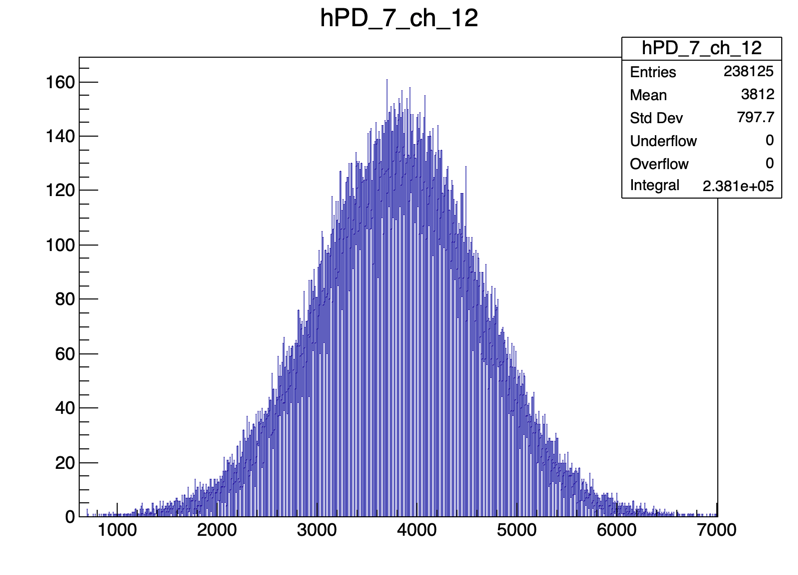 hPD_7_ch_12
hPD_7_ch_12
Entries 238125
Mean 3812
Std Dev 797.7
Underflow 0
Overflow 0
Integral 2.381e+05
160
140
120
100
80
60
40
20
0
1000 2000 3000 4000 5000 6000 7000